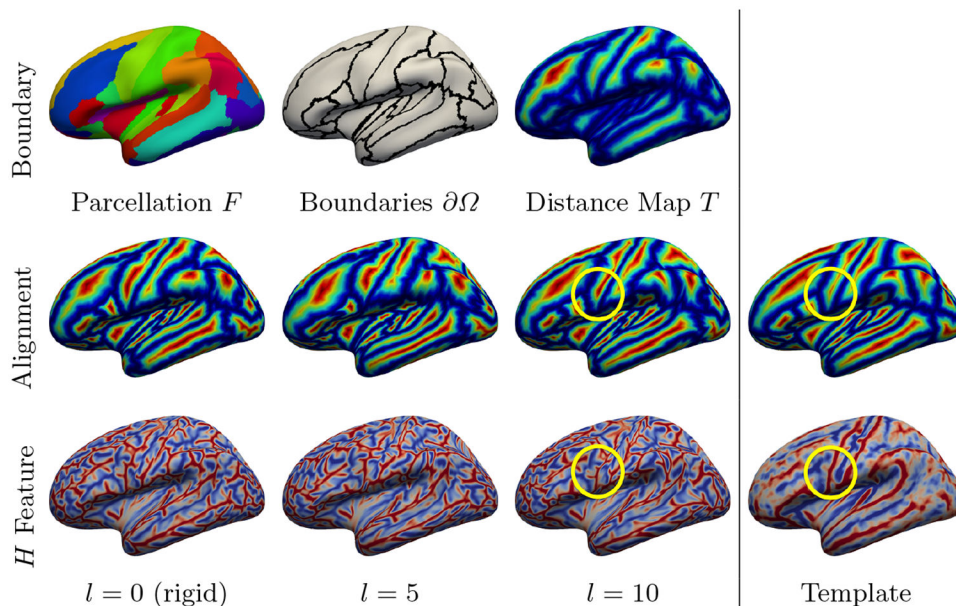 Boundary
Parcellation F
Boundaries ∂Ω
Distance Map T
Alignment
H Feature
l = 0 (rigid)
l = 5
l = 10
Template